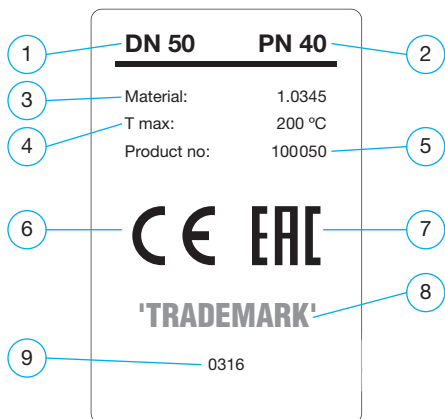 1 DN 50 PN 40 2
3 Material: 1.0345
4 T max: 200 ºC
Product no: 100050 5
6 CE EAC 7
'TRADEMARK' 8
9 0316